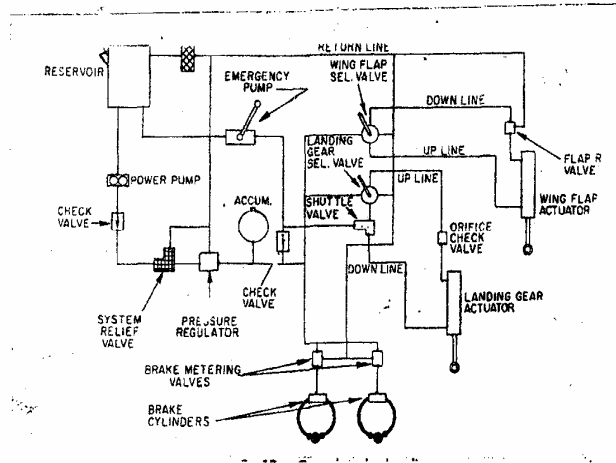 RETURN LINE
RESERVOIR
EMERGENCY
PUMP
WING FLAP
SEL. VALVE
DOWN LINE
LANDING
GEAR
SEL. VALVE
UP LINE
FLAP R
VALVE
POWER PUMP
UP LINE
CHECK
VALVE
ACCUM.
SHUTTLE
VALVE
WING FLAP
ACTUATOR
ORIFICE
CHECK
VALVE
DOWN LINE
SYSTEM
RELIEF
VALVE
PRESSURE
REGULATOR
CHECK
VALVE
LANDING GEAR
ACTUATOR
BRAKE METERING
VALVES
BRAKE
CYLINDERS